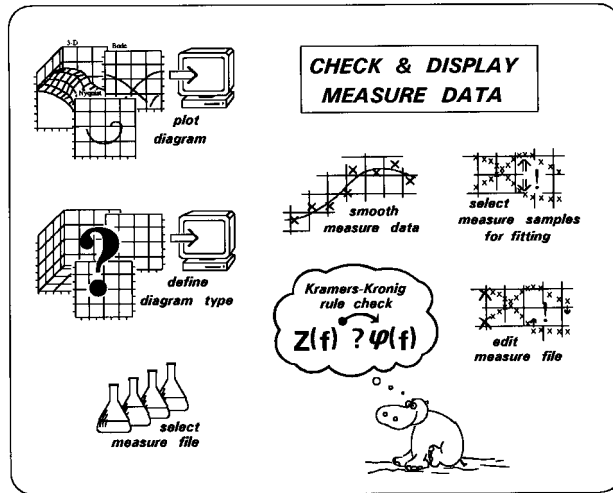 3-D
Bode
Nyquist
plot
diagram
CHECK & DISPLAY
MEASURE DATA
smooth
measure data
select
measure samples
for fitting
define
diagram type
Kramers-Kronig
rule check
Z(f) ? φ(f)
edit
measure file
select
measure file